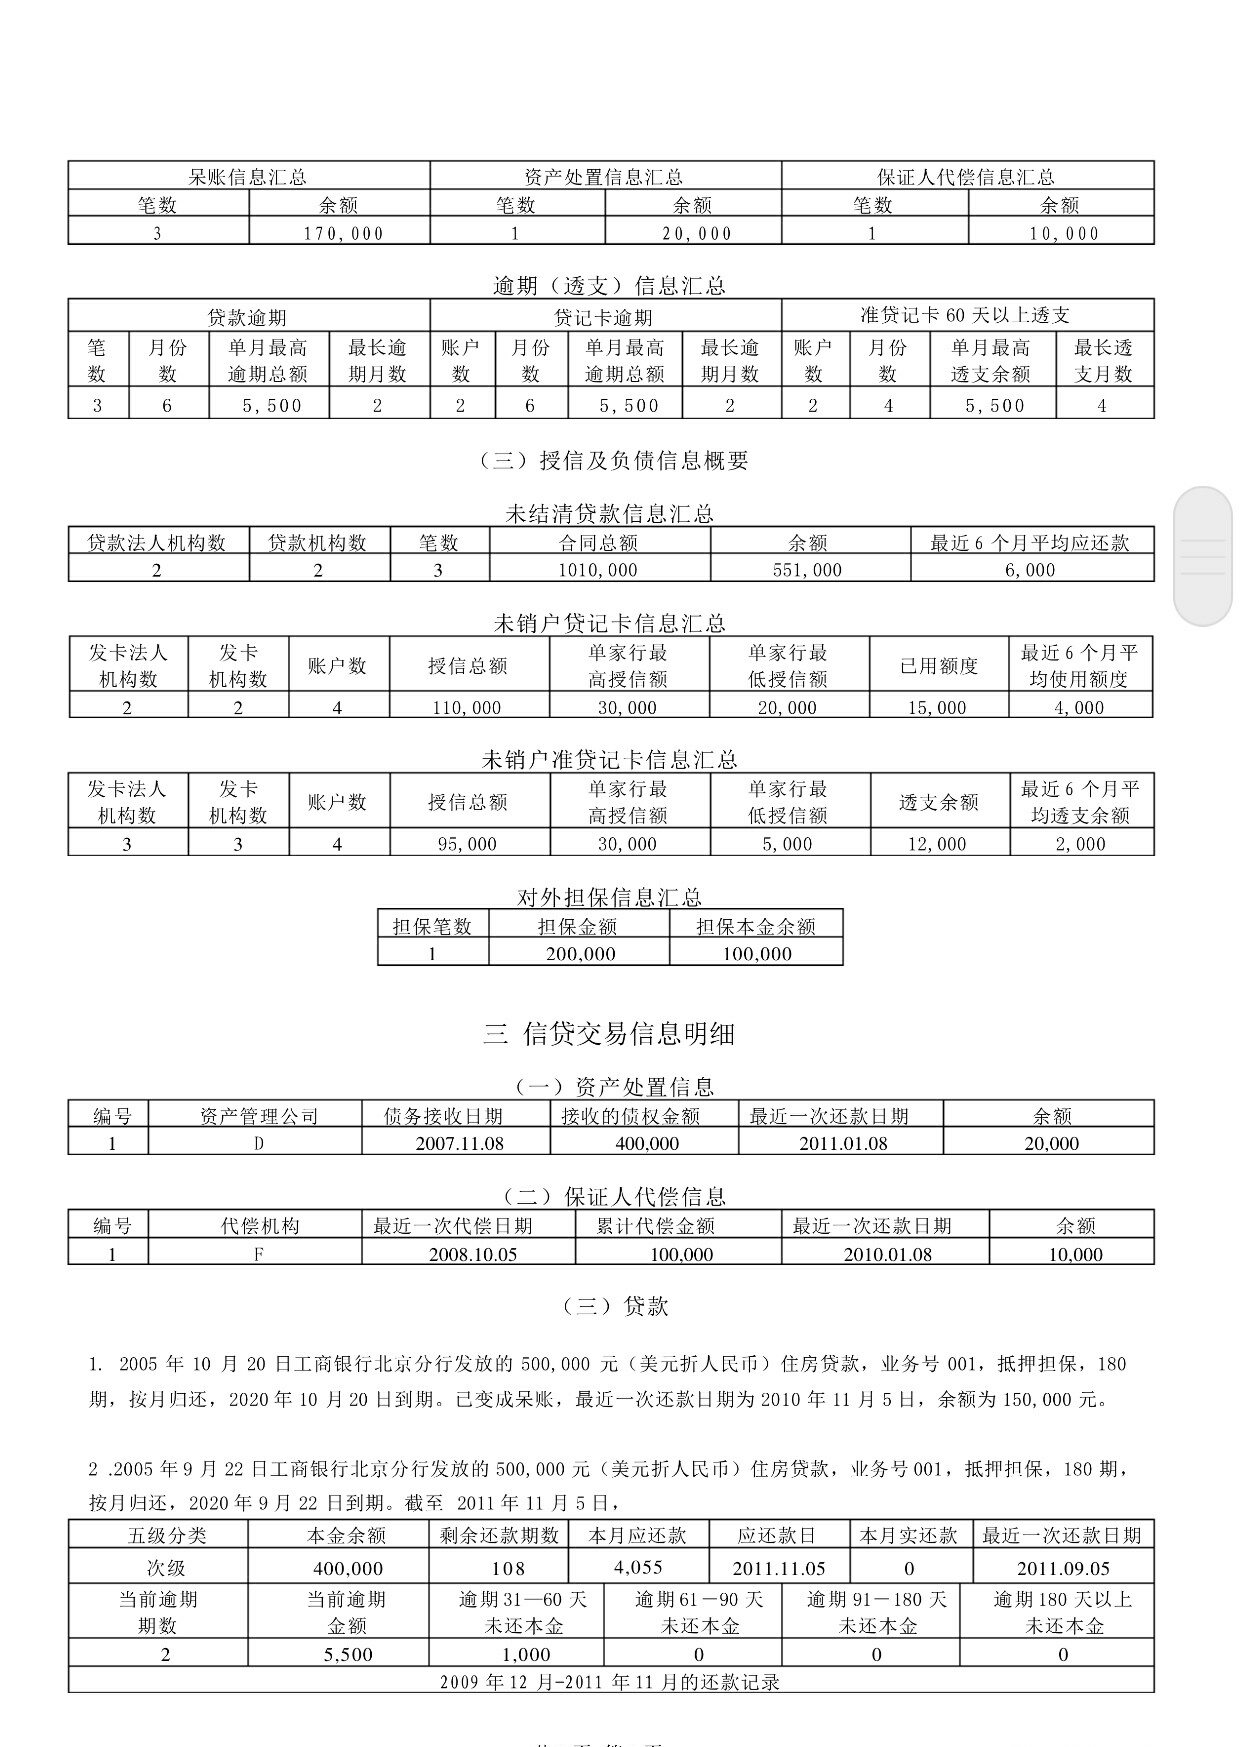 呆账信息汇总 资产处置信息汇总 保证人代偿信息汇总
笔数 余额 笔数 余额 笔数 余额
3 170,000 1 20,000 1 10,000
逾期（透支）信息汇总
贷款逾期 贷记卡逾期 准贷记卡 60 天以上透支
笔 月份 单月最高 最长逾 账户 月份 单月最高 最长逾 账户 月份 单月最高 最长透
数 数 逾期总额 期月数 数 数 逾期总额 期月数 数 数 透支余额 支月数
3 6 5,500 2 2 6 5,500 2 2 4 5,500 4
（三）授信及负债信息概要
未结清贷款信息汇总
贷款法人机构数 贷款机构数 笔数 合同总额 余额 最近 6 个月平均应还款
2 2 3 1010,000 551,000 6,000
未销户贷记卡信息汇总
发卡法人 发卡 账户数 授信总额 单家行最 单家行最 已用额度 最近 6 个月平
机构数 机构数 高授信额 低授信额 均使用额度
2 2 4 110,000 30,000 20,000 15,000 4,000
未销户准贷记卡信息汇总
发卡法人 发卡 账户数 授信总额 单家行最 单家行最 透支余额 最近 6 个月平
机构数 机构数 高授信额 低授信额 均透支余额
3 3 4 95,000 30,000 5,000 12,000 2,000
对外担保信息汇总
担保笔数 担保金额 担保本金余额
1 200,000 100,000
三 信贷交易信息明细
（一）资产处置信息
编号 资产管理公司 债务接收日期 接收的债权金额 最近一次还款日期 余额
1 D 2007.11.08 400,000 2011.01.08 20,000
（二）保证人代偿信息
编号 代偿机构 最近一次代偿日期 累计代偿金额 最近一次还款日期 余额
1 F 2008.10.05 100,000 2010.01.08 10,000
（三）贷款
1. 2005 年 10 月 20 日工商银行北京分行发放的 500,000 元（美元折人民币）住房贷款，业务号 001，抵押担保，180
期，按月归还，2020 年 10 月 20 日到期。已变成呆账，最近一次还款日期为 2010 年 11 月 5 日，余额为 150,000 元。
2 .2005 年 9 月 22 日工商银行北京分行发放的 500,000 元（美元折人民币）住房贷款，业务号 001，抵押担保，180 期，
按月归还，2020 年 9 月 22 日到期。截至 2011 年 11 月 5 日，
五级分类 本金余额 剩余还款期数 本月应还款 应还款日 本月实还款 最近一次还款日期
次级 400,000 108 4,055 2011.11.05 0 2011.09.05
当前逾期 当前逾期 逾期 31—60 天 逾期 61－90 天 逾期 91－180 天 逾期 180 天以上
期数 金额 未还本金 未还本金 未还本金 未还本金
2 5,500 1,000 0 0 0
2009 年 12 月-2011 年 11 月的还款记录